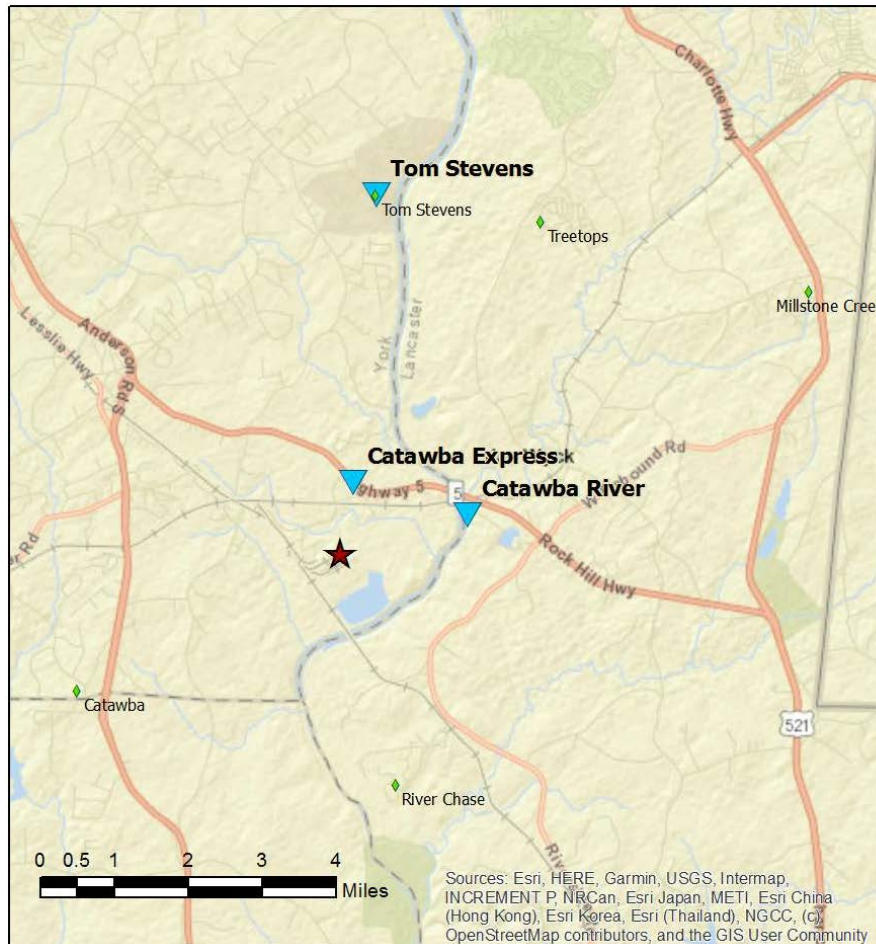 Charlotte Hwy
Tom Stevens
Tom Stevens
Treetops
Millstone Cree
York
Lancaster
Lesslie Hwy
Anderson Rd S
Catawba Express
ghway 5
5
Catawba River
Rock Hill Hwy
Rd
Catawba
521
River Chase
0 0.5 1 2 3 4
Miles
Sources: Esri, HERE, Garmin, USGS, Intermap,
INCREMENT P, NRCan, Esri Japan, METI, Esri China
(Hong Kong), Esri Korea, Esri (Thailand), NGCC, (c)
OpenStreetMap contributors, and the GIS User Community